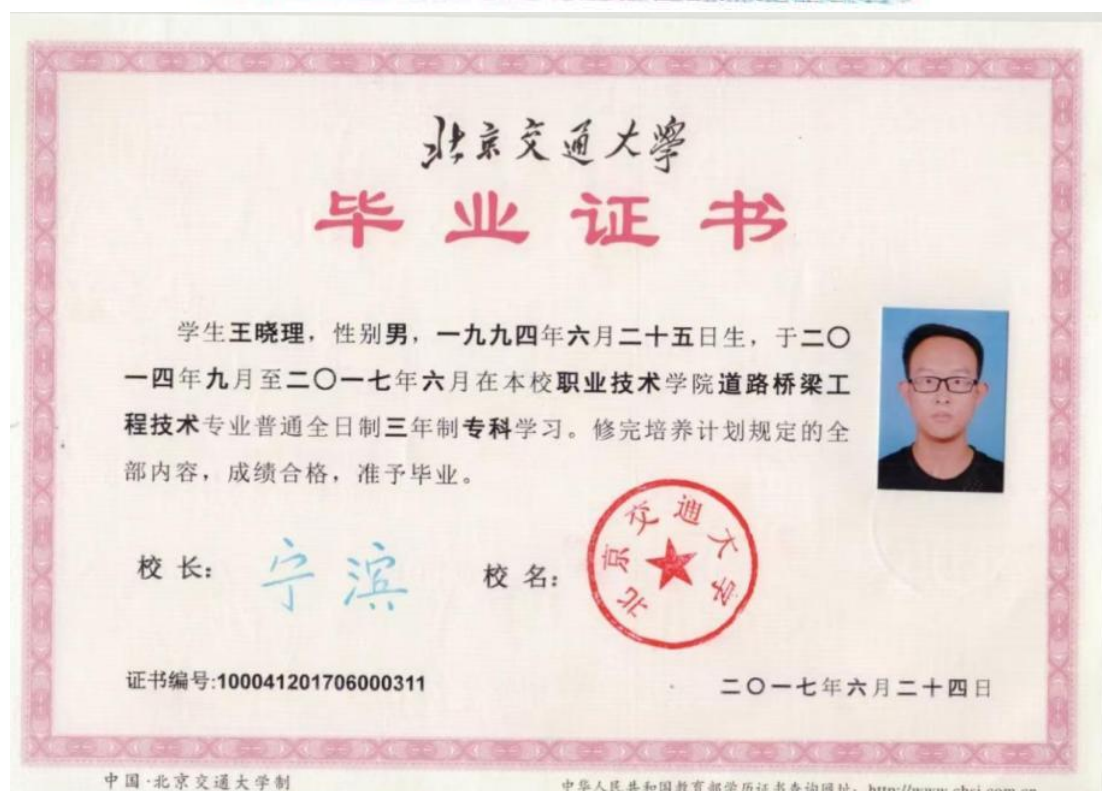 北京交通大學
毕业证书
学生王晓理，性别男，一九九四年六月二十五日生，于二〇
一四年九月至二〇一七年六月在本校职业技术学院道路桥梁工
程技术专业普通全日制三年制专科学习。修完培养计划规定的全
部内容，成绩合格，准予毕业。
校 长： 宁滨 校 名：
北京交通大学
证书编号:100041201706000311 二〇一七年六月二十四日
中国·北京交通大学制 中华人民共和国教育部学历证书查询网址：http://www.chsi.com.cn